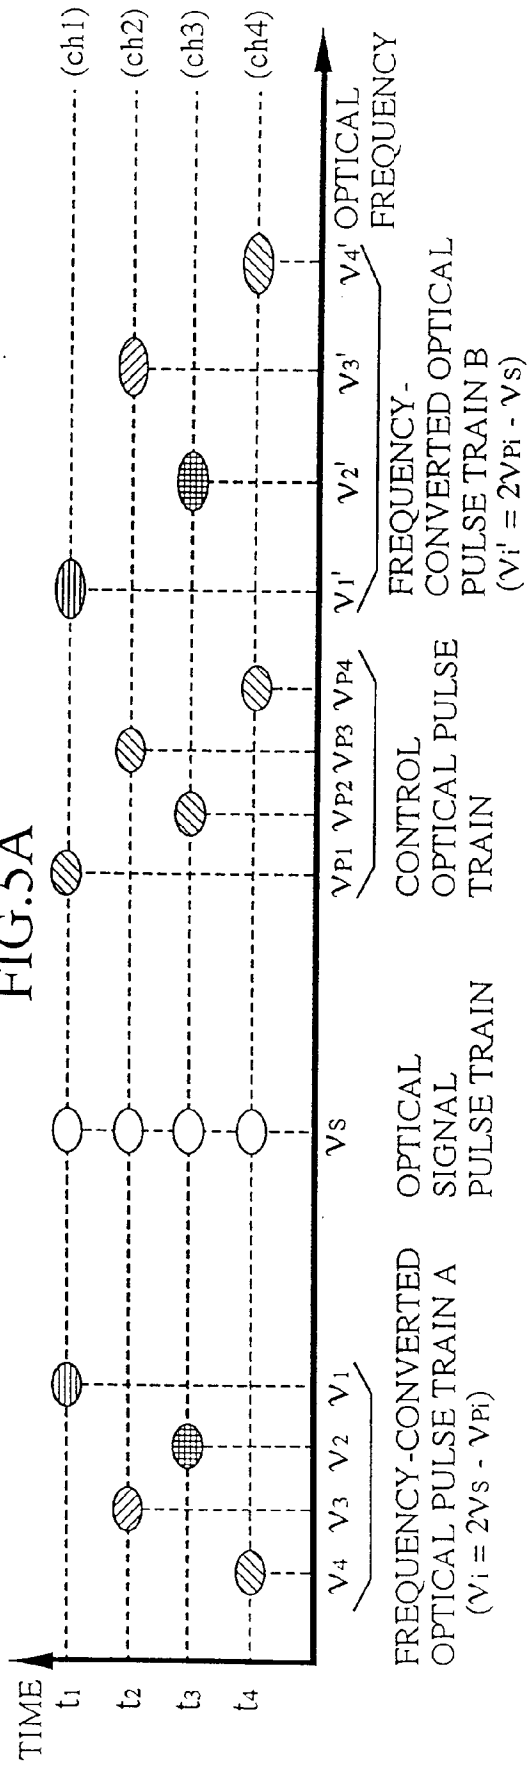 FIG.5A
TIME
t1
(ch1)
t2
(ch2)
t3
(ch3)
t4
(ch4)
ν4 ν3 ν2 ν1
νS
νP1 νP2 νP3 νP4
ν1' ν2' ν3' ν4'
OPTICAL
FREQUENCY
FREQUENCY-CONVERTED
OPTICAL PULSE TRAIN A
(νi = 2νS - νPi)
OPTICAL
SIGNAL
PULSE TRAIN
CONTROL
OPTICAL PULSE
TRAIN
FREQUENCY-
CONVERTED OPTICAL
PULSE TRAIN B
(νi' = 2νPi - νS)